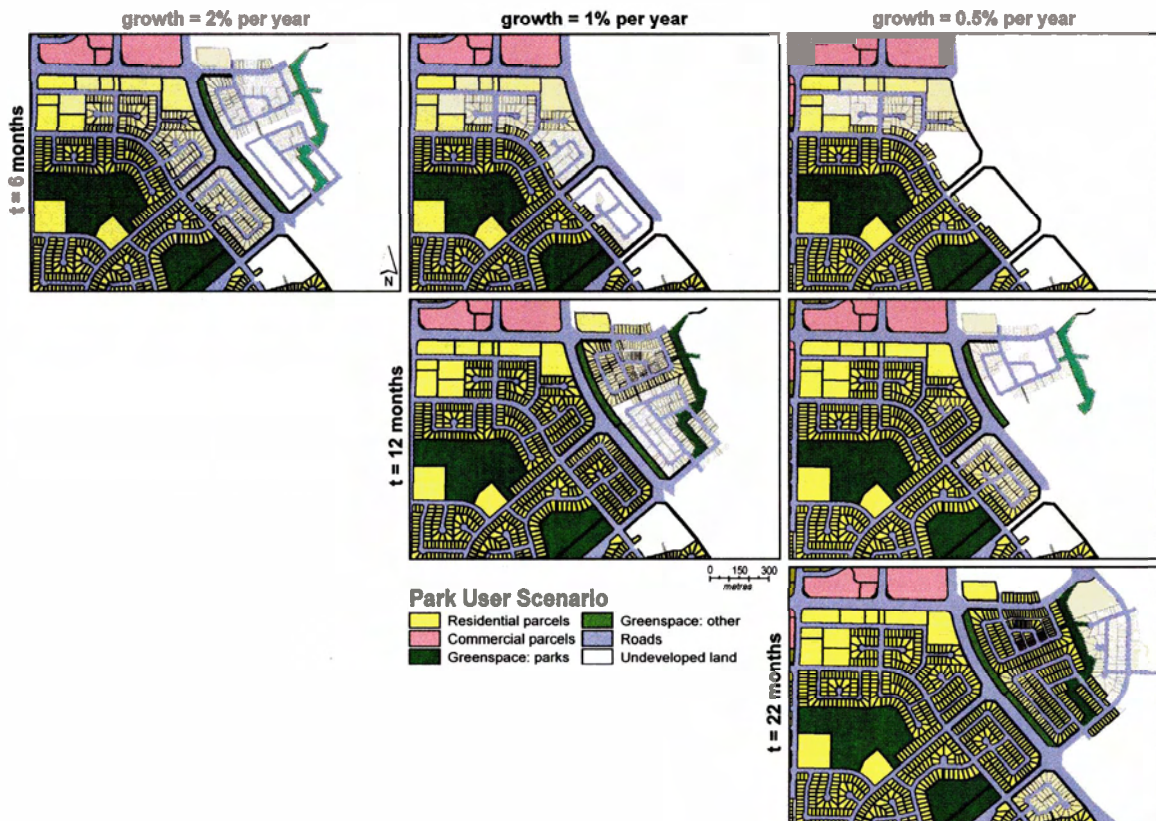 growth = 2% per year
growth = 1% per year
growth = 0.5% per year
t = 6 months
N
t = 12 months
0 150 300
metres
Park User Scenario
Residential parcels
Commercial parcels
Greenspace: parks
Greenspace: other
Roads
Undeveloped land
t = 22 months